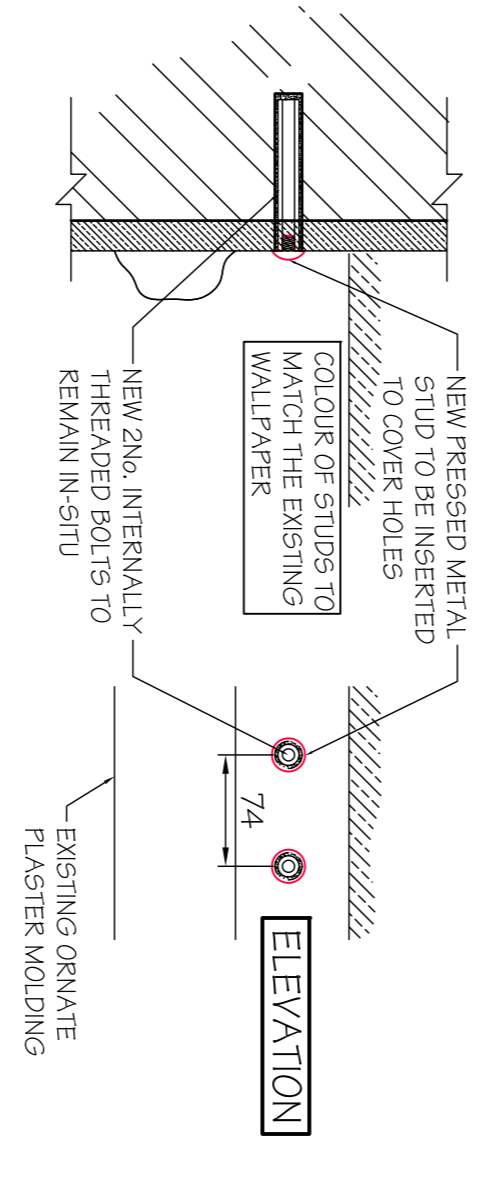 NEW PRESSED METAL
STUD TO BE INSERTED
TO COVER HOLES
COLOUR OF STUDS TO
MATCH THE EXISTING
WALLPAPER
NEW 2No. INTERNALLY
THREADED BOLTS TO
REMAIN IN-SITU
74
ELEVATION
EXISTING ORNATE
PLASTER MOLDING